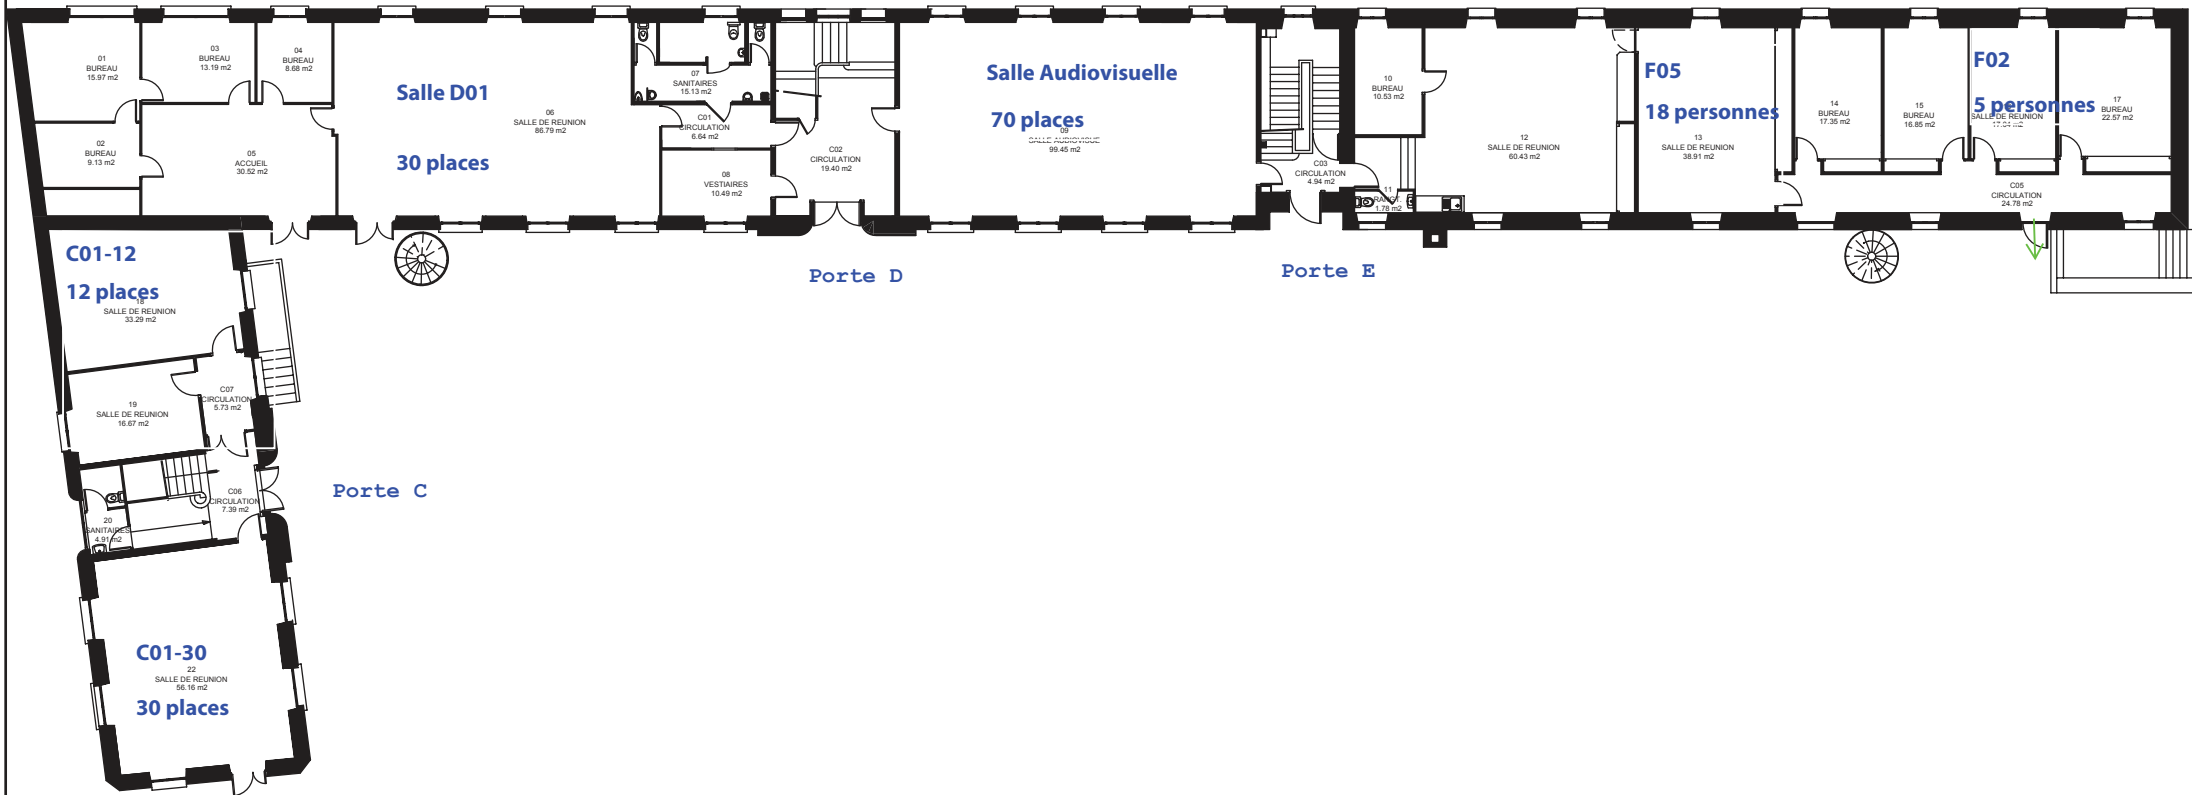 01
BUREAU
15.97 m2
03
BUREAU
13.19 m2
04
BUREAU
8.68 m2
02
BUREAU
9.13 m2
05
ACCUEIL
30.52 m2
Salle D01
30 places
06
SALLE DE REUNION
86.79 m2
07
SANITAIRES
15.13 m2
C01
CIRCULATION
6.64 m2
08
VESTIAIRES
10.49 m2
C02
CIRCULATION
19.40 m2
Salle Audiovisuelle
70 places
09
99.45 m2
C03
CIRCULATION
4.94 m2
10
BUREAU
10.53 m2
11
1.78 m2
12
SALLE DE REUNION
60.43 m2
F05
18 personnes
13
SALLE DE REUNION
38.91 m2
14
BUREAU
17.35 m2
15
BUREAU
16.85 m2
F02
5 personnes
SALLE DE REUNION
17
BUREAU
22.57 m2
C05
CIRCULATION
24.78 m2
Porte D
Porte E
C01-12
12 places
18
SALLE DE REUNION
33.29 m2
19
SALLE DE REUNION
16.67 m2
C07
CIRCULATION
5.73 m2
Porte C
C06
CIRCULATION
7.39 m2
20
SANITAIRES
4.91 m2
C01-30
22
SALLE DE REUNION
56.16 m2
30 places